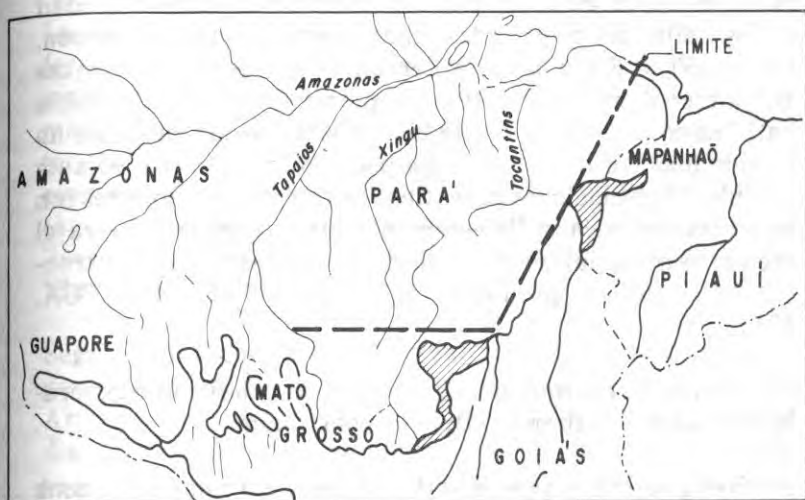 LIMITE
Amazonas
Xingu
Tapajos
Tocantins
MAPANHAÕ
AMAZONAS
PARA'
PIAUÍ
GUAPORE
MATO
GROSSO
GOIA'S